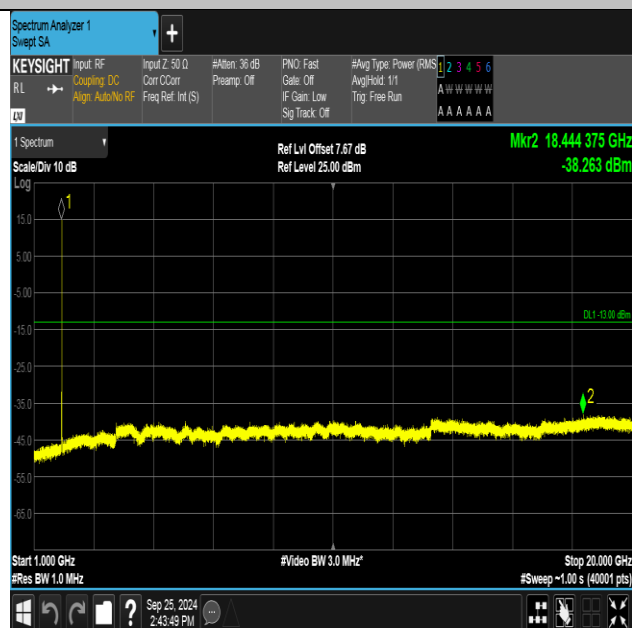 Spectrum Analyzer 1
Swept SA
+
KEYSIGHT
RL
LXI
Input: RF
Coupling: DC
Align: Auto/No RF
Input Z: 50 Ω
Corr CCorr
Freq Ref: Int (S)
#Atten: 36 dB
Preamp: Off
PNO: Fast
Gate: Off
IF Gain: Low
Sig Track: Off
#Avg Type: Power (RMS
Avg|Hold: 1/1
Trig: Free Run
1 2 3 4 5 6
A W W W W W
A A A A A A
1 Spectrum
Scale/Div 10 dB
Ref Lvl Offset 7.67 dB
Ref Level 25.00 dBm
Mkr2 18.444 375 GHz
-38.263 dBm
Log
1
15.0
5.00
-5.00
DL1 -13.00 dBm
-15.0
-25.0
2
-35.0
-45.0
-55.0
-65.0
Start 1.000 GHz
#Video BW 3.0 MHz*
Stop 20.000 GHz
#Res BW 1.0 MHz
#Sweep ~1.00 s (40001 pts)
?
Sep 25, 2024
2:43:49 PM